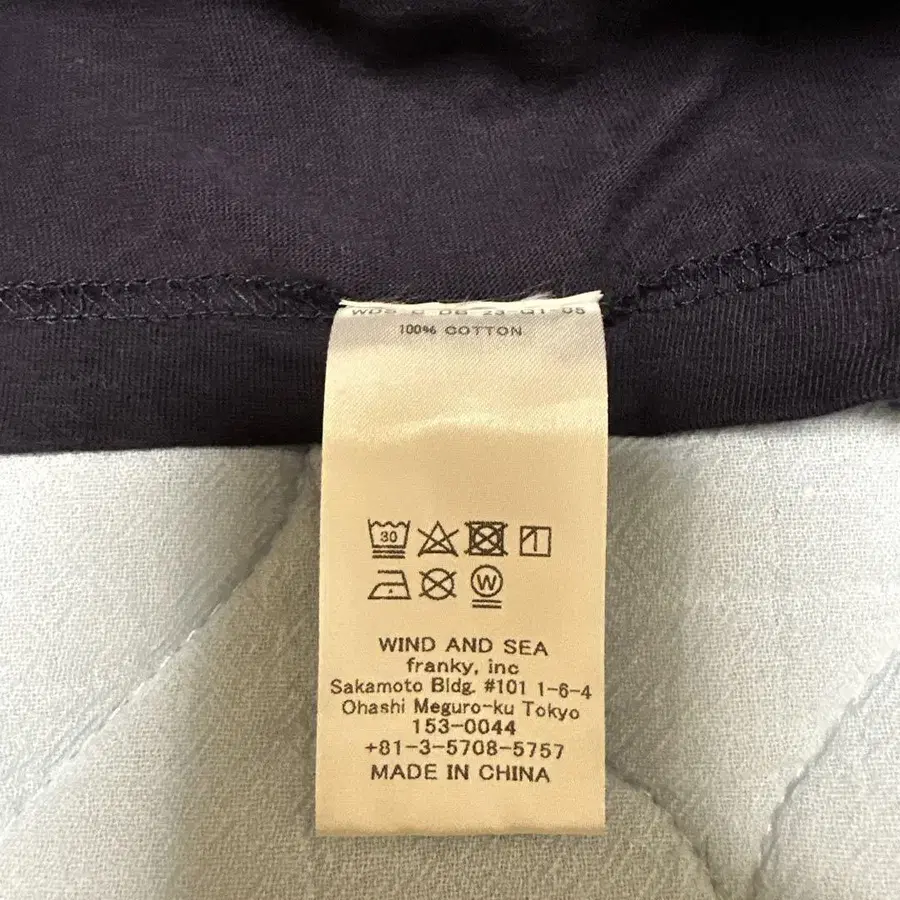 100% COTTON
30
W
WIND AND SEA
franky, inc
Sakamoto Bldg. #101 1-6-4
Ohashi Meguro-ku Tokyo
153-0044
+81-3-5708-5757
MADE IN CHINA